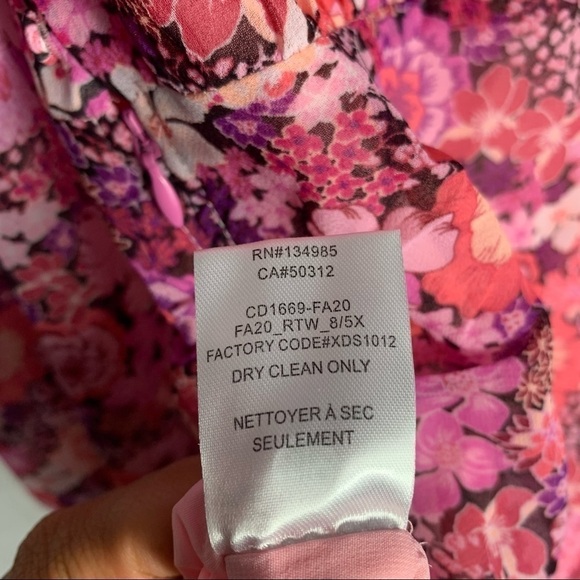 RN#134985
CA#50312
CD1669-FA20
FA20_RTW_8/5X
FACTORY CODE#XDS1012
DRY CLEAN ONLY
NETTOYER À SEC
SEULEMENT